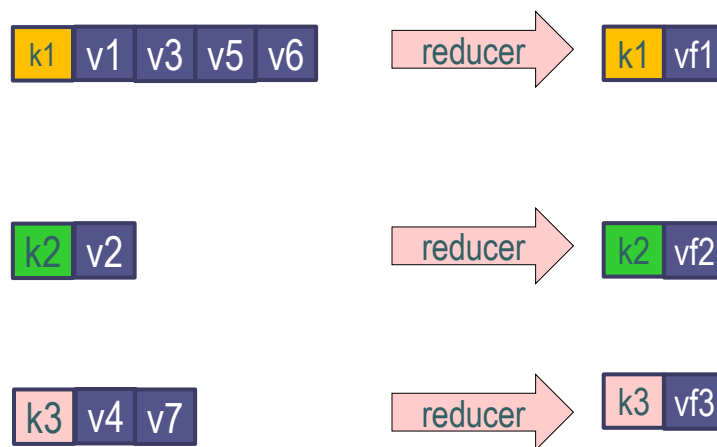 k1 v1 v3 v5 v6 reducer k1 vf1
k2 v2 reducer k2 vf2
k3 v4 v7 reducer k3 vf3